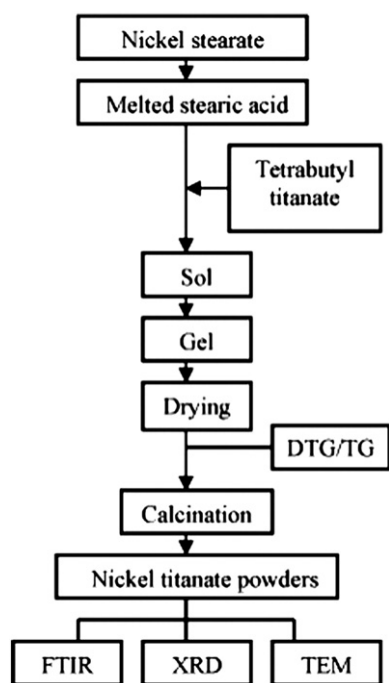 Nickel stearate
Melted stearic acid
Tetrabutyl
titanate
Sol
Gel
Drying
DTG/TG
Calcination
Nickel titanate powders
FTIR
XRD
TEM